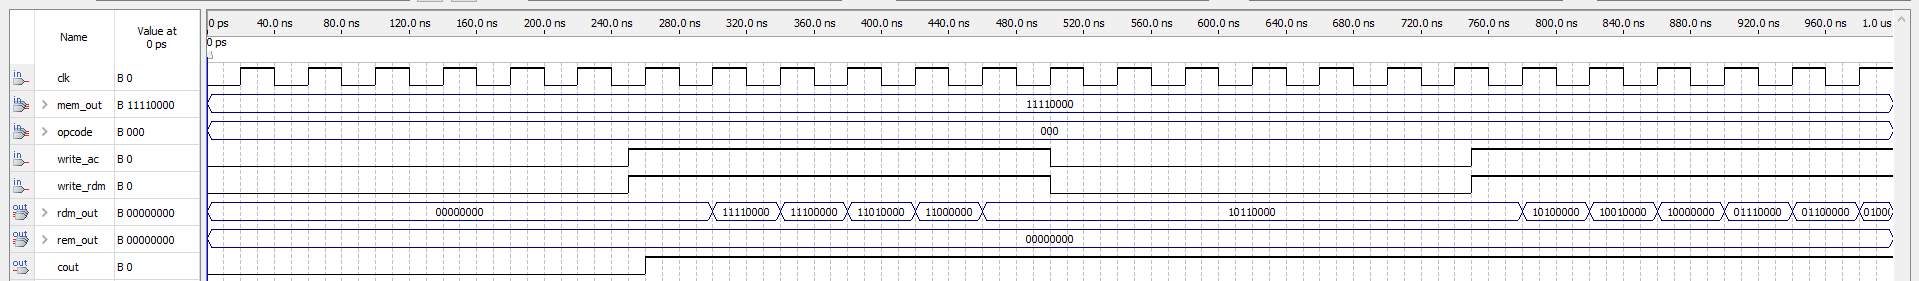 Name Value at 0 ps
0 ps 40.0 ns 80.0 ns 120.0 ns 160.0 ns 200.0 ns 240.0 ns 280.0 ns 320.0 ns 360.0 ns 400.0 ns 440.0 ns 480.0 ns 520.0 ns 560.0 ns 600.0 ns 640.0 ns 680.0 ns 720.0 ns 760.0 ns 800.0 ns 840.0 ns 880.0 ns 920.0 ns 960.0 ns 1.0 us
0 ps
in clk B 0
in > mem_out B 11110000 11110000
in > opcode B 000 000
in write_ac B 0
in write_rdm B 0
out > rdm_out B 00000000 00000000 11110000 11100000 11010000 11000000 10110000 10100000 10010000 10000000 01110000 01100000 0100
out > rem_out B 00000000 00000000
out cout B 0